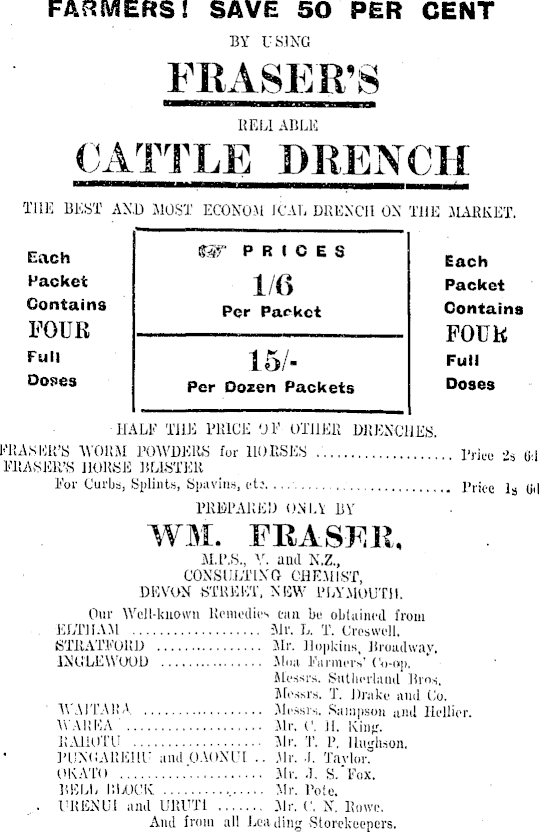 FARMERS! SAVE 50 PER CENT
BY USING
FRASER'S
RELIABLE
CATTLE DRENCH
THE BEST AND MOST ECONOMICAL DRENCH ON THE MARKET.
Each
Packet
Contains
FOUR
Full
Doses
PRICES
1/6
Per Packet
15/-
Per Dozen Packets
Each
Packet
Contains
FOUR
Full
Doses
HALF THE PRICE OF OTHER DRENCHES.
FRASER'S WORM POWDERS for HORSES .................... Price 2s 6d
FRASER'S HORSE BLISTER
For Curbs, Splints, Spavins, etc. .......................... Price 1s 6d
PREPARED ONLY BY
WM. FRASER,
M.P.S., V. and N.Z.,
CONSULTING CHEMIST,
DEVON STREET, NEW PLYMOUTH.
Our Well-known Remedies can be obtained from
ELTHAM ................... Mr. L. T. Creswell.
STRATFORD ................ Mr. Hopkins, Broadway.
INGLEWOOD ............... Moa Farmers' Co-op.
Messrs. Sutherland Bros.
Messrs. T. Drake and Co.
WAITARA .................. Messrs. Sampson and Hellier.
WAREA .................... Mr. C. H. King.
RAHOTU ................... Mr. T. P. Hughson.
PUNGAREHU and OAONUI .. Mr. J. Taylor.
OKATO .................... Mr. J. S. Fox.
BELL BLOCK ............... Mr. Pote.
URENUI and URUTI ....... Mr. C. N. Rowe.
And from all Leading Storekeepers.